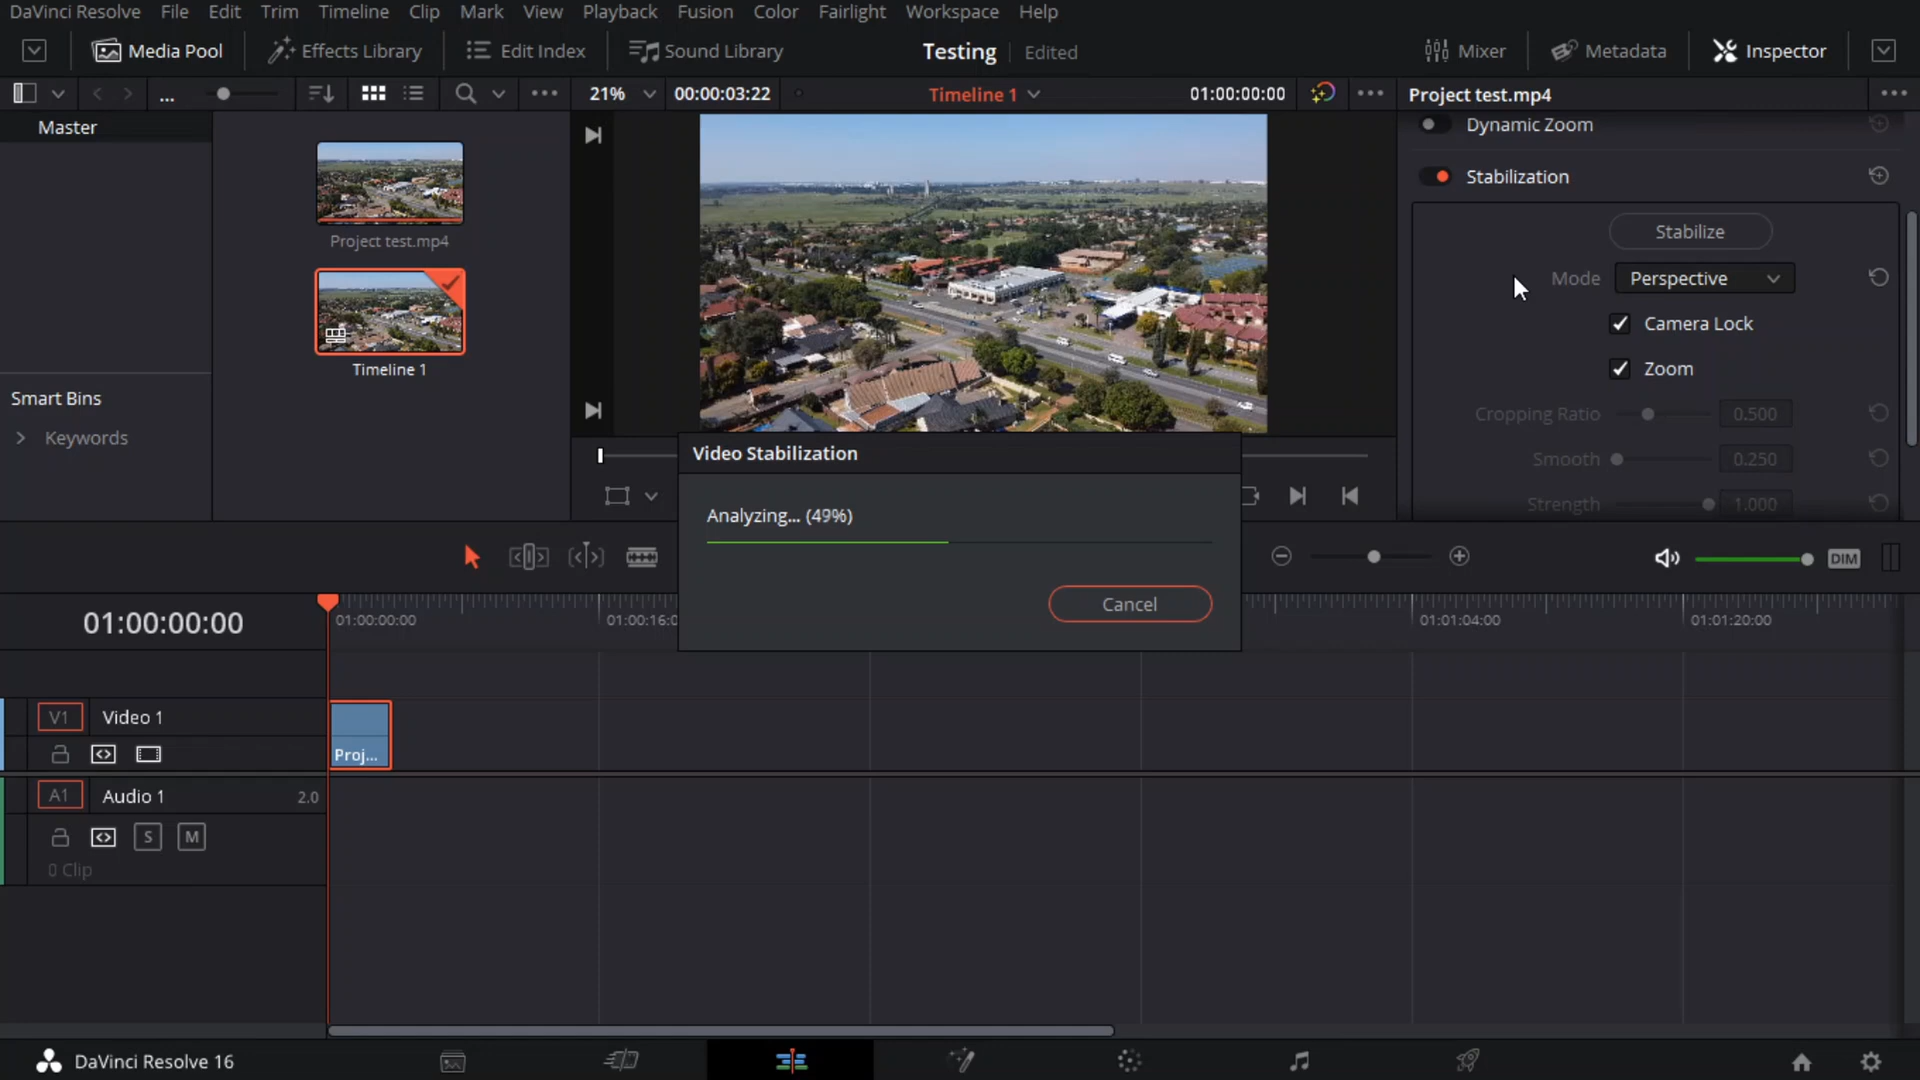 DaVinci Resolve File Edit Trim Timeline Clip Mark View Playback Fusion Color Fairlight Workspace Help
Media Pool Effects Library Edit Index Sound Library Testing Edited Mixer Metadata Inspector
... 21% 00:00:03:22 Timeline 1 01:00:00:00 Project test.mp4
Master
Project test.mp4
Timeline 1
Smart Bins
Keywords
Dynamic Zoom
Stabilization
Stabilize
Mode Perspective
Camera Lock
Zoom
Cropping Ratio 0.500
Smooth 0.250
Strength 1.000
Video Stabilization
Analyzing... (49%)
Cancel
DIM
01:00:00:00
01:00:00:00 01:00:16:0 01:01:04:00 01:01:20:00
V1 Video 1
Proj...
A1 Audio 1 2.0
S M
0 Clip
DaVinci Resolve 16